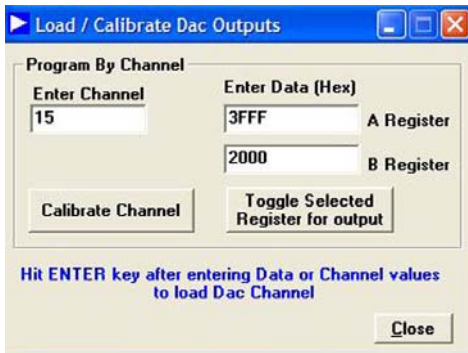 Load / Calibrate Dac Outputs
Program By Channel
Enter Channel
Enter Data (Hex)
15
3FFF
A Register
2000
B Register
Calibrate Channel
Toggle Selected
Register for output
Hit ENTER key after entering Data or Channel values
to load Dac Channel
Close